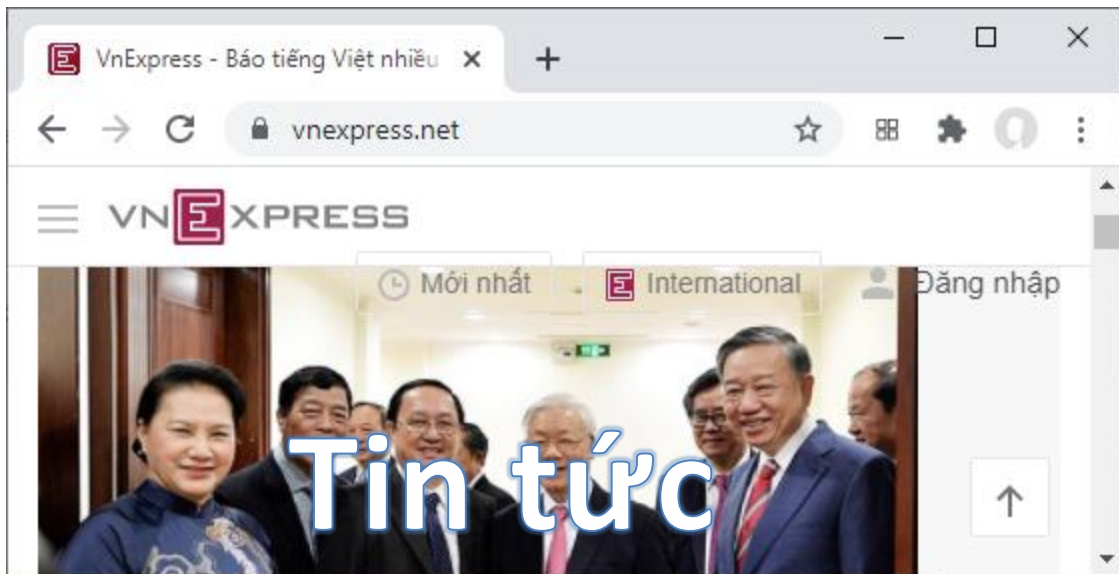 VnExpress - Báo tiếng Việt nhiều
vnexpress.net
VNEXPRESS
Mới nhất
International
Đăng nhập
Tin tức